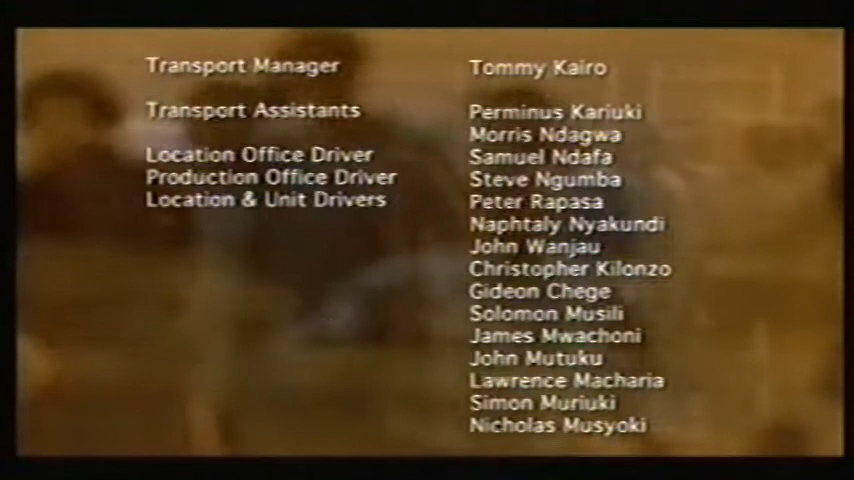 Transport Manager Tommy Kairo
Transport Assistants Perminus Kariuki
Morris Ndagwa
Location Office Driver Samuel Ndafa
Production Office Driver Steve Ngumba
Location & Unit Drivers Peter Rapasa
Naphtaly Nyakundi
John Wanjau
Christopher Kilonzo
Gideon Chege
Solomon Musili
James Mwachoni
John Mutuku
Lawrence Macharia
Simon Muriuki
Nicholas Musyoki